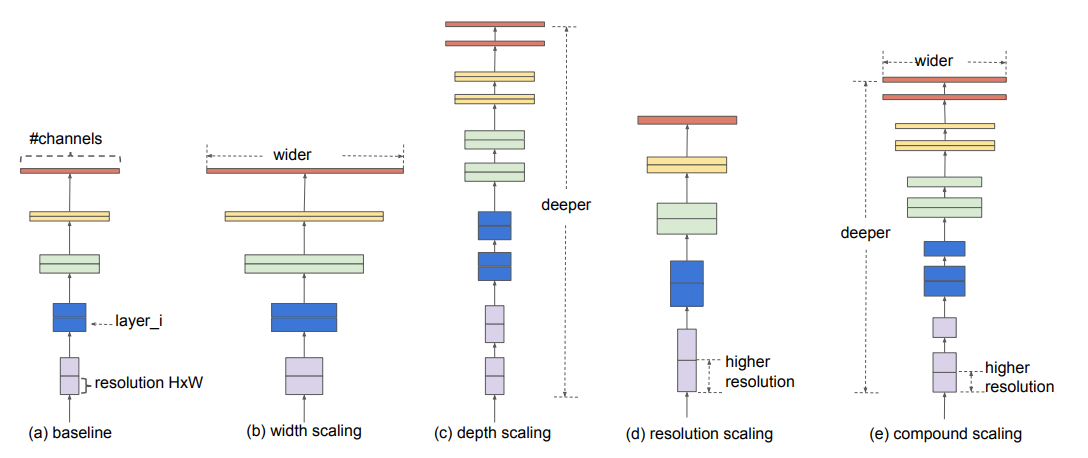 #channels
layer_i
resolution HxW
(a) baseline
wider
(b) width scaling
deeper
(c) depth scaling
higher
resolution
(d) resolution scaling
wider
deeper
higher
resolution
(e) compound scaling